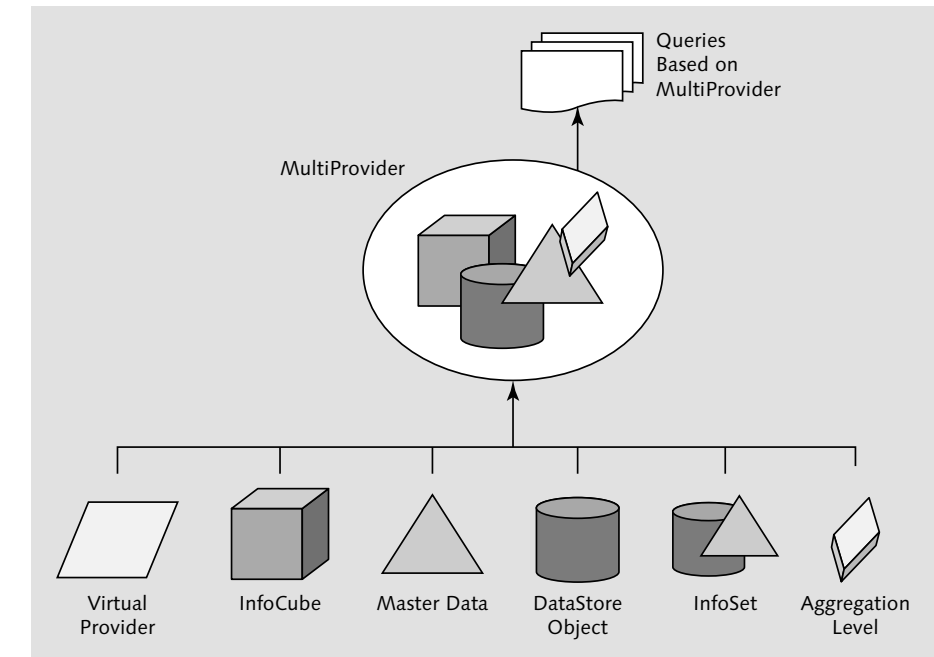 Queries
Based on
MultiProvider
MultiProvider
Virtual
Provider
InfoCube
Master Data
DataStore
Object
InfoSet
Aggregation
Level